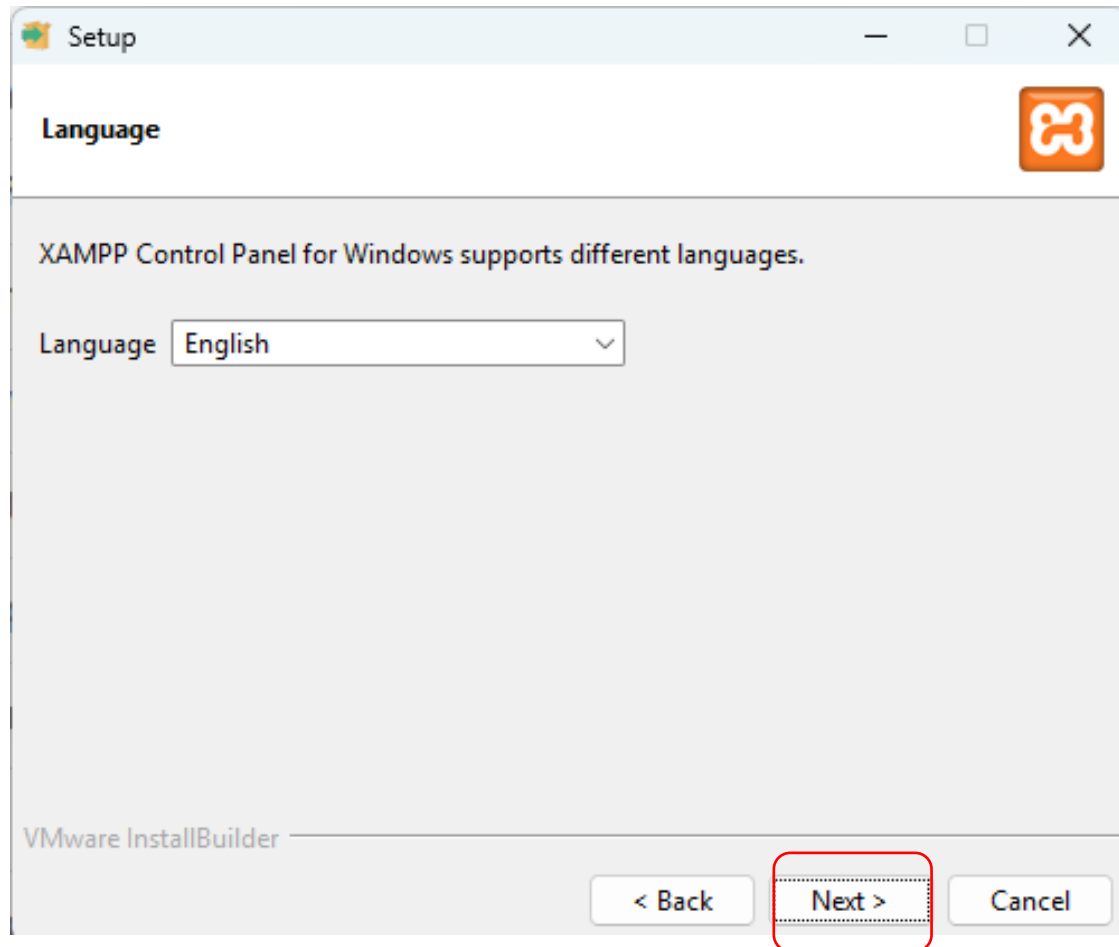 Setup
Language
XAMPP Control Panel for Windows supports different languages.
Language English
VMware InstallBuilder
< Back Next > Cancel